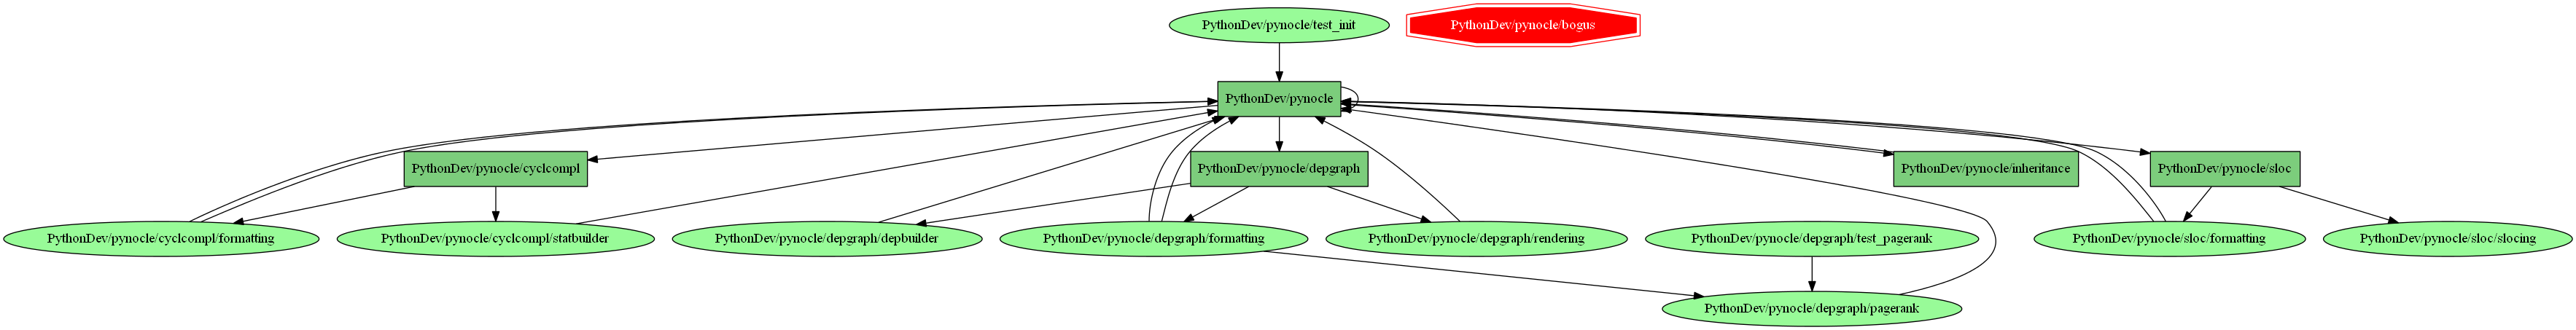 PythonDev/pynocle/test_init
PythonDev/pynocle/bogus
PythonDev/pynocle
PythonDev/pynocle/cyclcompl
PythonDev/pynocle/depgraph
PythonDev/pynocle/inheritance
PythonDev/pynocle/sloc
PythonDev/pynocle/cyclcompl/formatting
PythonDev/pynocle/cyclcompl/statbuilder
PythonDev/pynocle/depgraph/depbuilder
PythonDev/pynocle/depgraph/formatting
PythonDev/pynocle/depgraph/rendering
PythonDev/pynocle/depgraph/test_pagerank
PythonDev/pynocle/sloc/formatting
PythonDev/pynocle/sloc/slocing
PythonDev/pynocle/depgraph/pagerank